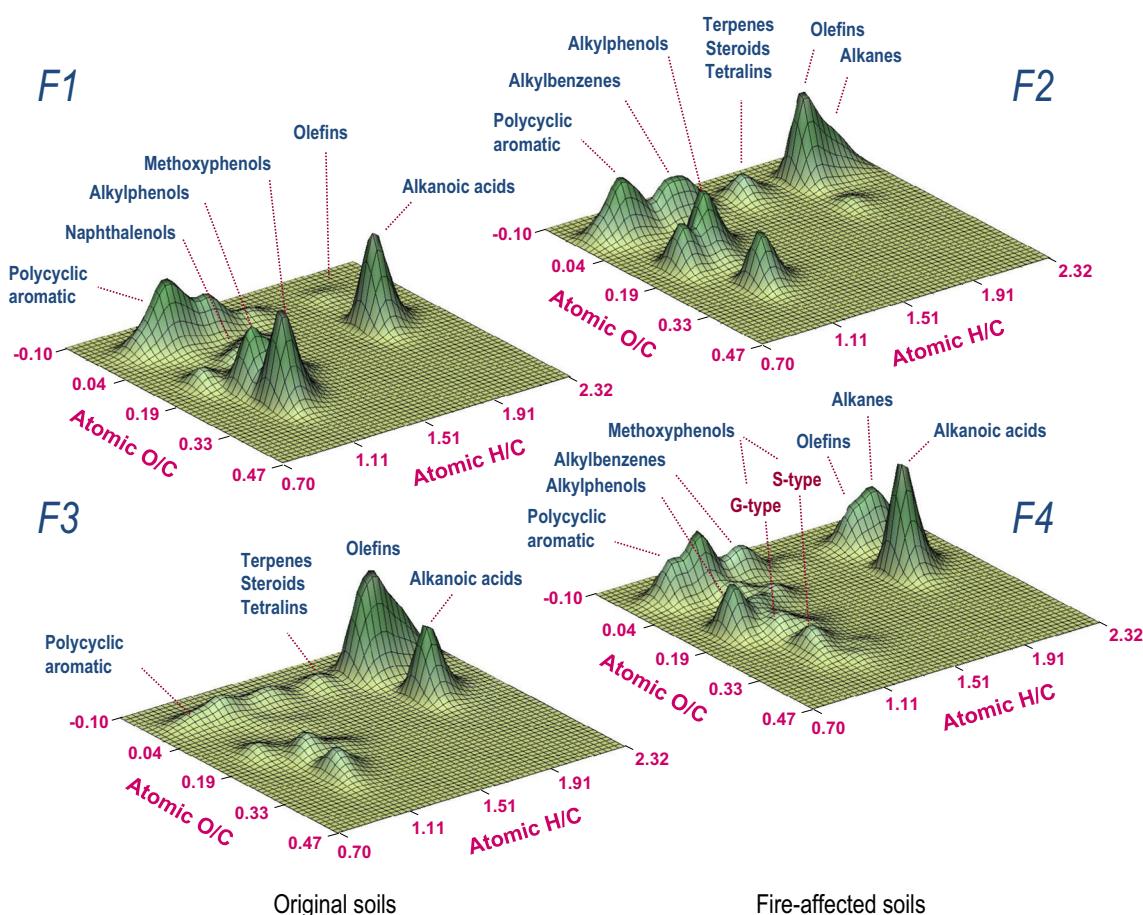 F1
Olefins
Methoxyphenols
Alkylphenols
Alkanoic acids
Naphthalenols
Polycyclic
aromatic
-0.10
0.04
0.19
0.33
0.47
Atomic O/C
0.70
1.11
1.51
1.91
2.32
Atomic H/C
F2
Olefins
Alkanes
Terpenes
Steroids
Tetralins
Alkylphenols
Alkylbenzenes
Polycyclic
aromatic
-0.10
0.04
0.19
0.33
0.47
Atomic O/C
0.70
1.11
1.51
1.91
2.32
Atomic H/C
F3
Terpenes
Steroids
Tetralins
Olefins
Alkanoic acids
Polycyclic
aromatic
-0.10
0.04
0.19
0.33
0.47
Atomic O/C
0.70
1.11
1.51
1.91
2.32
Atomic H/C
F4
Alkanes
Methoxyphenols
Olefins
Alkanoic acids
Alkylbenzenes
S-type
Alkylphenols
G-type
Polycyclic
aromatic
-0.10
0.04
0.19
0.33
0.47
Atomic O/C
0.70
1.11
1.51
1.91
2.32
Atomic H/C
Original soils
Fire-affected soils